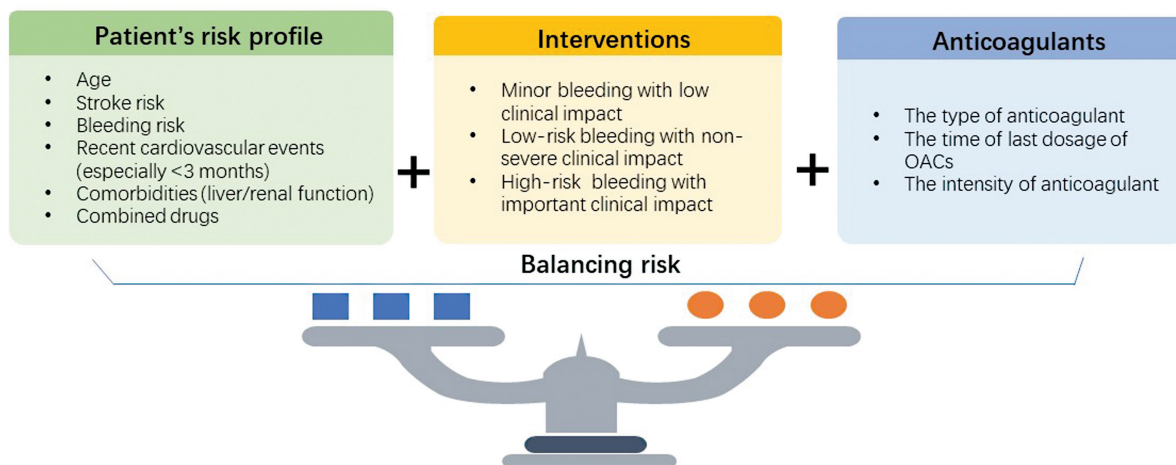 Patient's risk profile
• Age
• Stroke risk
• Bleeding risk
• Recent cardiovascular events
(especially <3 months)
• Comorbidities (liver/renal function)
• Combined drugs
+
Interventions
• Minor bleeding with low
clinical impact
• Low-risk bleeding with non-
severe clinical impact
• High-risk bleeding with
important clinical impact
+
Anticoagulants
• The type of anticoagulant
• The time of last dosage of
OACs
• The intensity of anticoagulant
Balancing risk